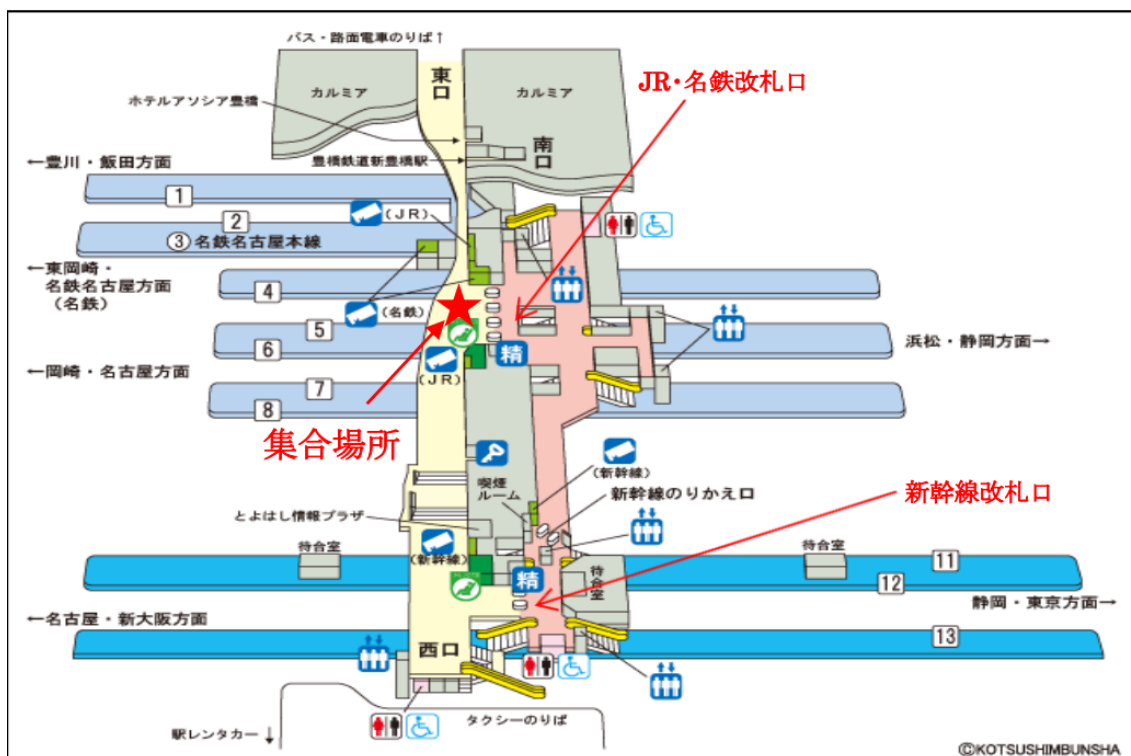 バス・路面電車のりば↑
東口
カルミア
カルミア
JR・名鉄改札口
ホテルアソシア豊橋
南口
豊橋鉄道新豊橋駅
←豊川・飯田方面
1
2
(JR)
③名鉄名古屋本線
←東岡崎・
名鉄名古屋方面
(名鉄)
4
(名鉄)
5
6
精
(JR)
浜松・静岡方面→
←岡崎・名古屋方面
7
8
集合場所
(新幹線)
喫煙
ルーム
新幹線のりかえ口
新幹線改札口
とよはし情報プラザ
(新幹線)
待合室
待合室
11
12
精
待合室
静岡・東京方面→
←名古屋・新大阪方面
13
西口
タクシーのりば
駅レンタカー↓
©KOTSUSHIMBUNSHA